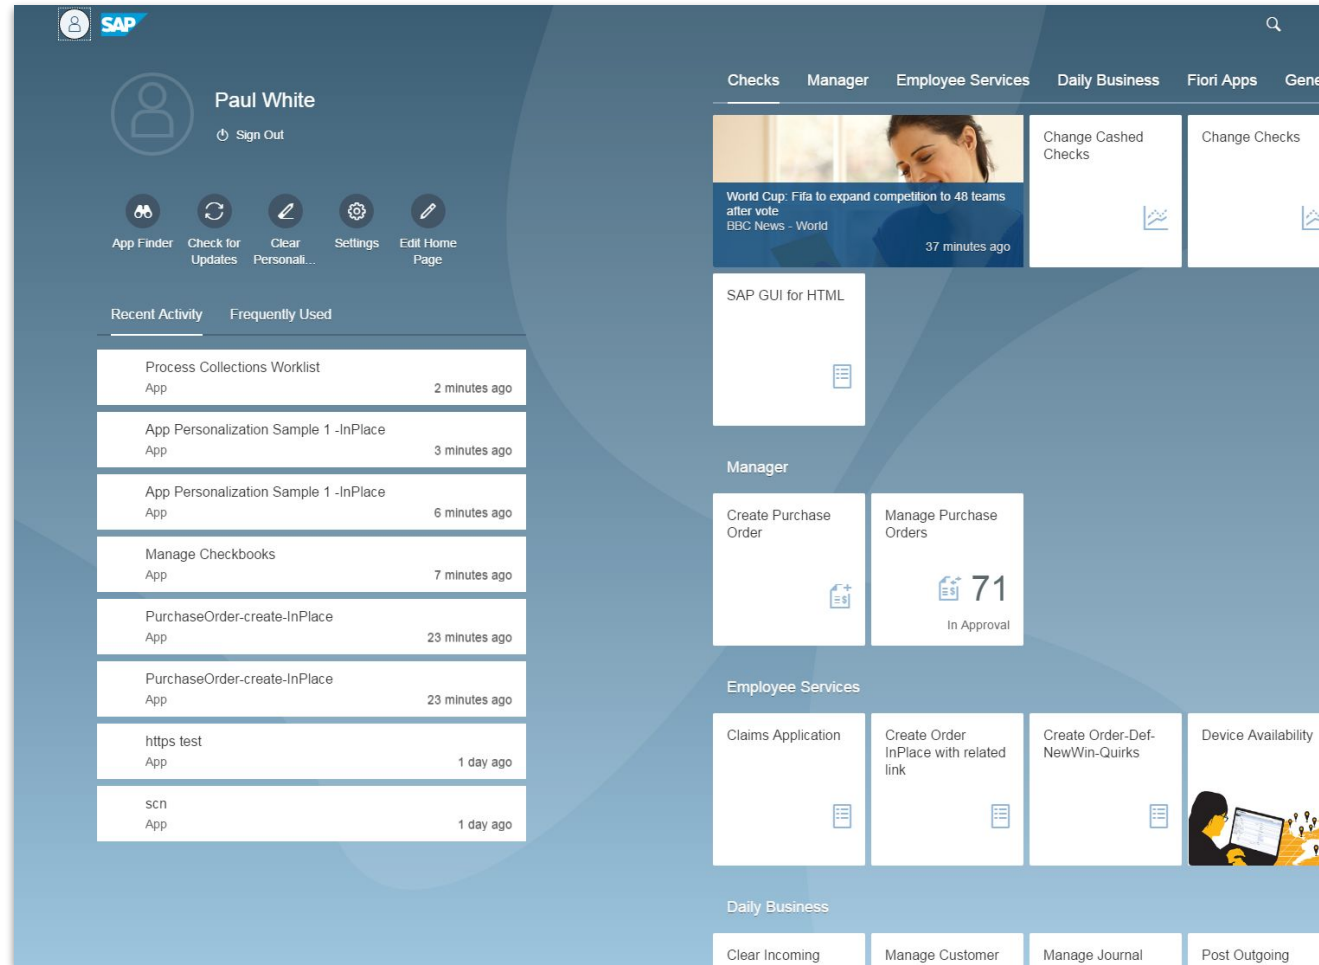 SAP
Paul White
Sign Out
App Finder
Check for
Updates
Clear
Personali...
Settings
Edit Home
Page
Recent Activity
Frequently Used
Process Collections Worklist
App
2 minutes ago
App Personalization Sample 1 -InPlace
App
3 minutes ago
App Personalization Sample 1 -InPlace
App
6 minutes ago
Manage Checkbooks
App
7 minutes ago
PurchaseOrder-create-InPlace
App
23 minutes ago
PurchaseOrder-create-InPlace
App
23 minutes ago
https test
App
1 day ago
scn
App
1 day ago
Checks
Manager
Employee Services
Daily Business
Fiori Apps
Gene
World Cup: Fifa to expand competition to 48 teams
after vote
BBC News - World
37 minutes ago
Change Cashed
Checks
Change Checks
SAP GUI for HTML
Manager
Create Purchase
Order
Manage Purchase
Orders
71
In Approval
Employee Services
Claims Application
Create Order
InPlace with related
link
Create Order-Def-
NewWin-Quirks
Device Availability
Daily Business
Clear Incoming
Manage Customer
Manage Journal
Post Outgoing